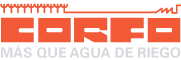 CORFO
MÁS QUE AGUA DE RIEGO